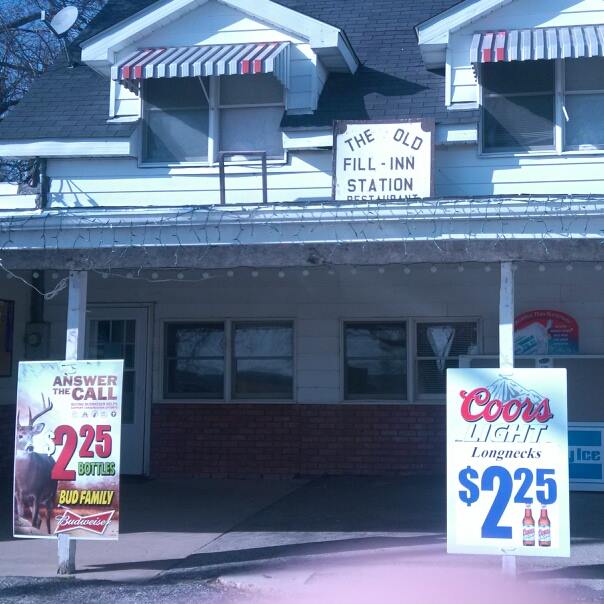 THE OLD
FILL-INN
STATION
RESTAURANT
ANSWER
THE CALL
$2.25
BOTTLES
BUD FAMILY
Budweiser
Coors
LIGHT
Longnecks
$2.25
Ice